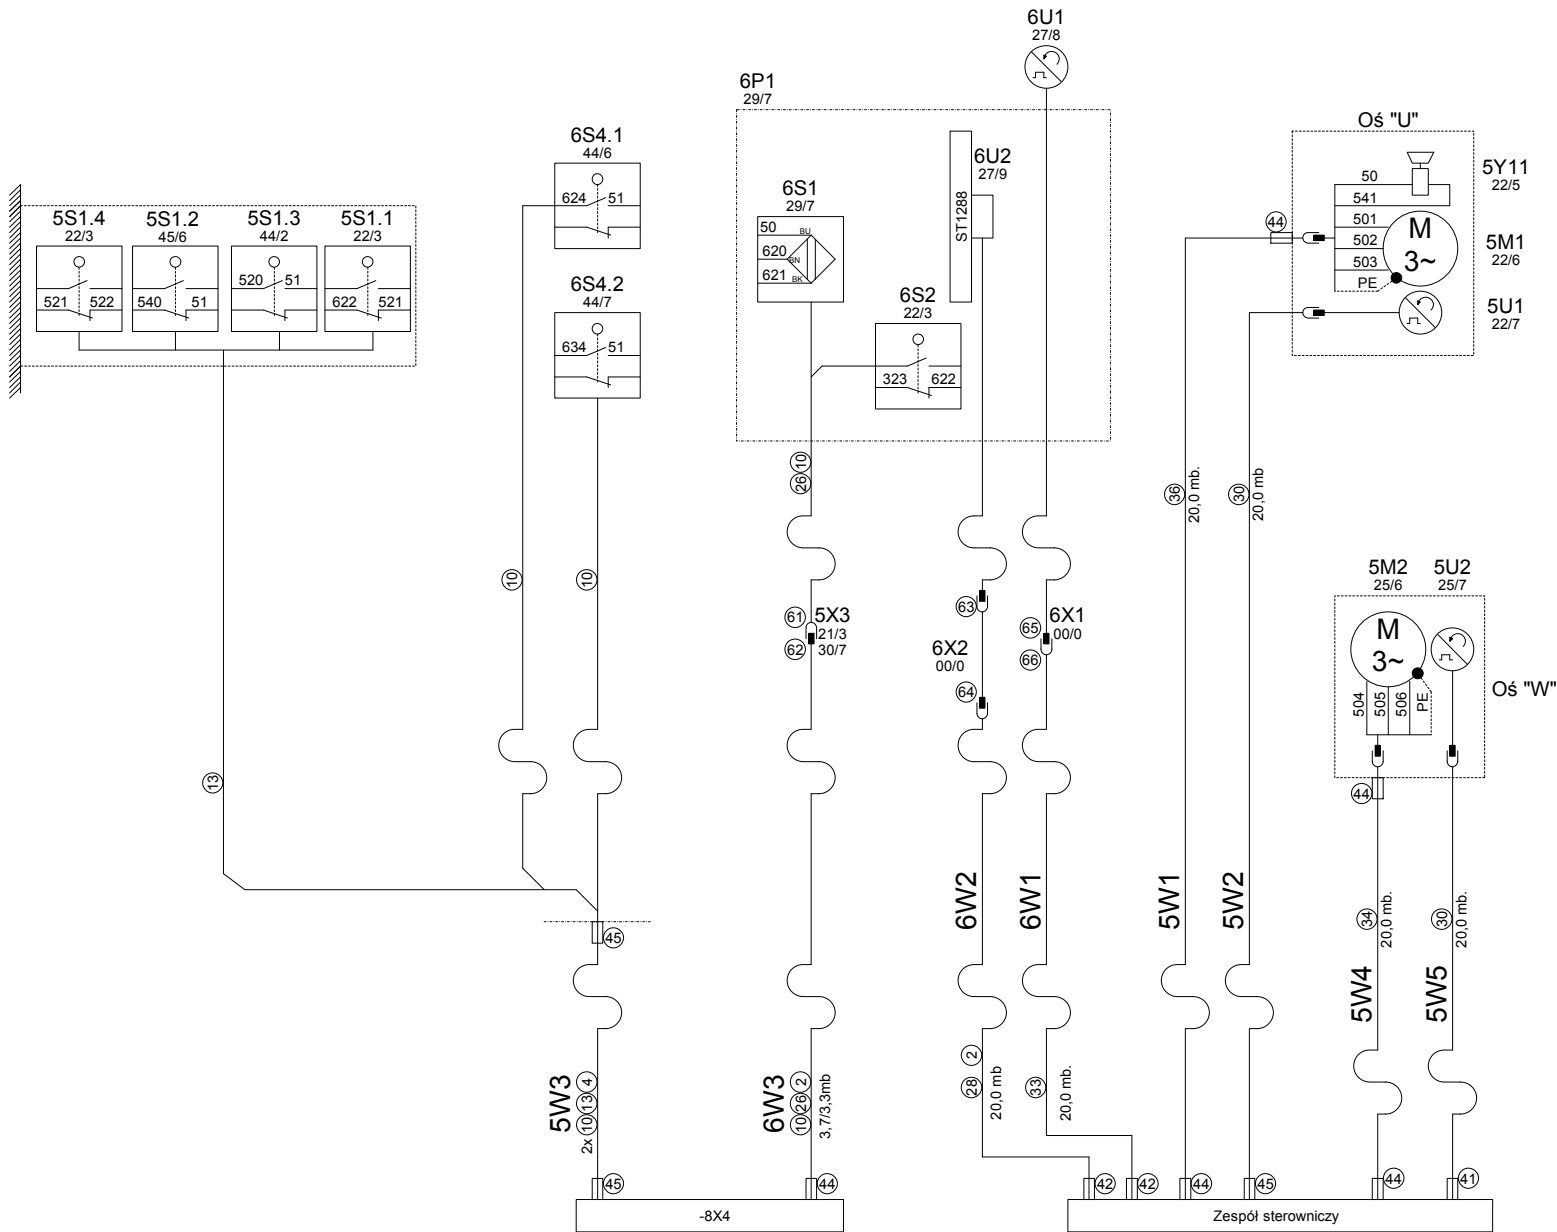 6U1
27/8
6P1
29/7
Oś "U"
6S4.1
44/6
624 51
6U2
27/9
ST1288
50
541
501
502
503
PE
M
3~
5Y11
22/5
5M1
22/6
5U1
22/7
44
6S1
29/7
50 BU
620 BN
621 BK
5S1.4
22/3
521 522
5S1.2
45/6
540 51
5S1.3
44/2
520 51
5S1.1
22/3
622 521
6S4.2
44/7
634 51
6S2
22/3
323 622
26 10
36
20,0 mb.
30
20,0 mb
13
10
10
61
62
5X3
21/3
30/7
63
6X2
00/0
64
65
66
6X1
00/0
5M2
25/6
5U2
25/7
M
3~
504
505
506
PE
Oś "W"
44
45
6W2
6W1
5W1
5W2
34
20,0 mb.
30
20,0 mb.
5W4
5W5
5W3
4
13
10
2x
6W3
2
26
10
3,7/3,3mb
2
28
20,0 mb
33
20,0 mb.
45
44
42
42
44
45
44
41
-8X4
Zespół sterowniczy